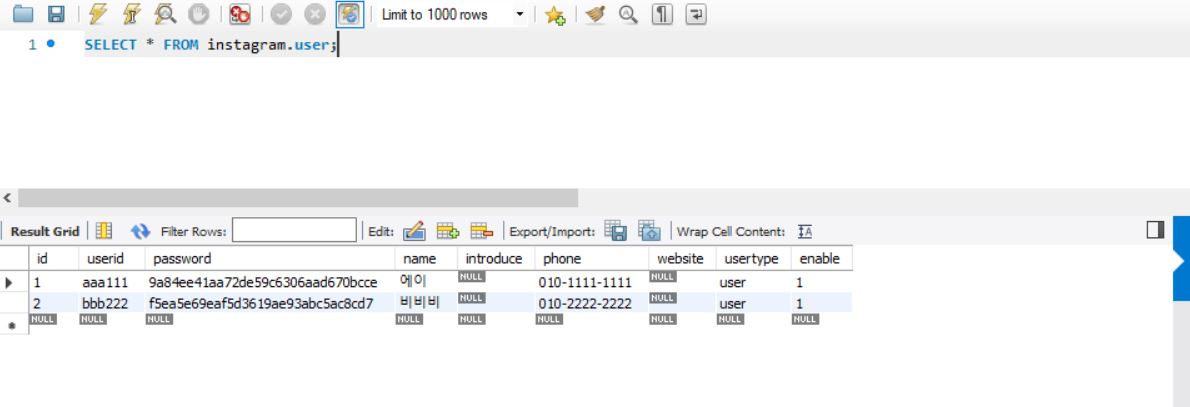 Limit to 1000 rows
1 SELECT * FROM instagram.user;
Result Grid Filter Rows: Edit: Export/Import: Wrap Cell Content:
id userid password name introduce phone website usertype enable
1 aaa111 9a84ee41aa72de59c6306aad670bcce 에이 NULL 010-1111-1111 NULL user 1
2 bbb222 f5ea5e69eaf5d3619ae93abc5ac8cd7 비비비 NULL 010-2222-2222 NULL user 1
NULL NULL NULL NULL NULL NULL NULL NULL NULL